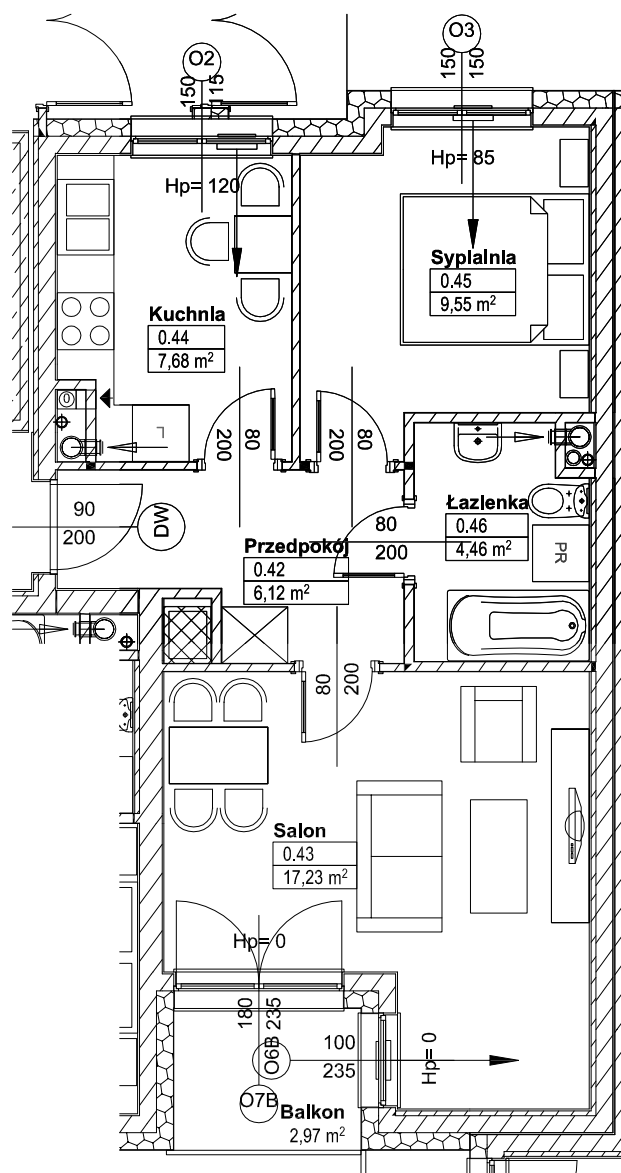 O3
O2
150
150
150
15
Hp= 85
Hp= 120
Syplalnla
0.45
9,55 m²
Kuchnla
0.44
7,68 m²
L
200
80
200
80
90
200
DW
80
200
Łazlenka
0.46
4,46 m²
PR
Przedpokój
0.42
6,12 m²
80
200
Salon
0.43
17,23 m²
Hp= 0
180
235
O6B
O7B
100
235
Hp= 0
Balkon
2,97 m²